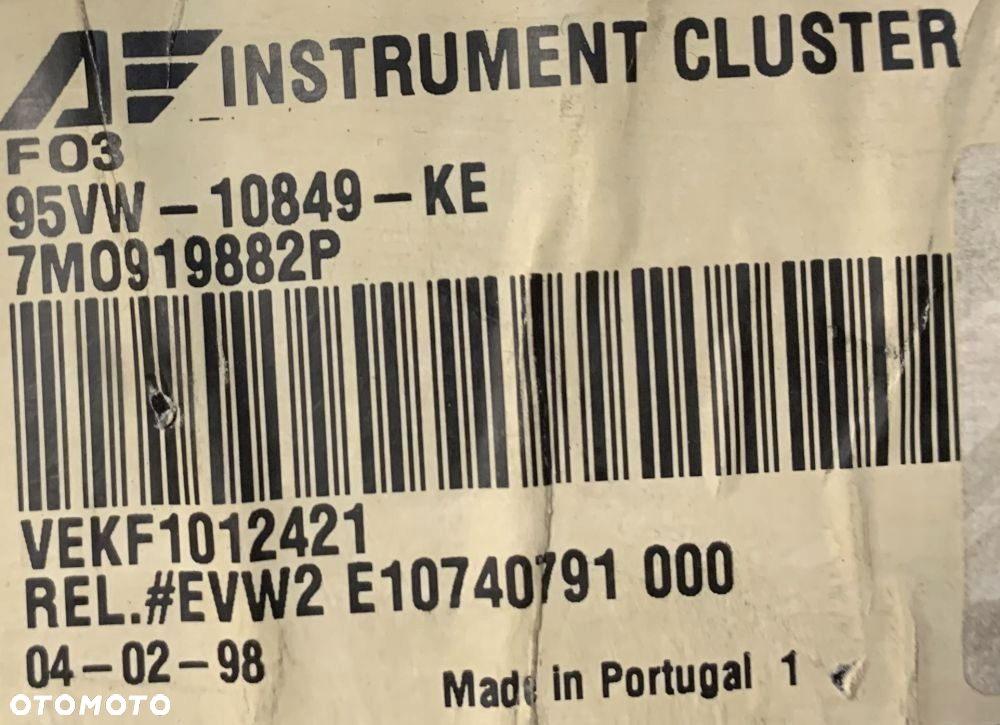 AF INSTRUMENT CLUSTER
F03
95VW-10849-KE
7M0919882P
VEKF1012421
REL.#EVW2 E10740791 000
04-02-98
Made in Portugal 1
OTOMOTO